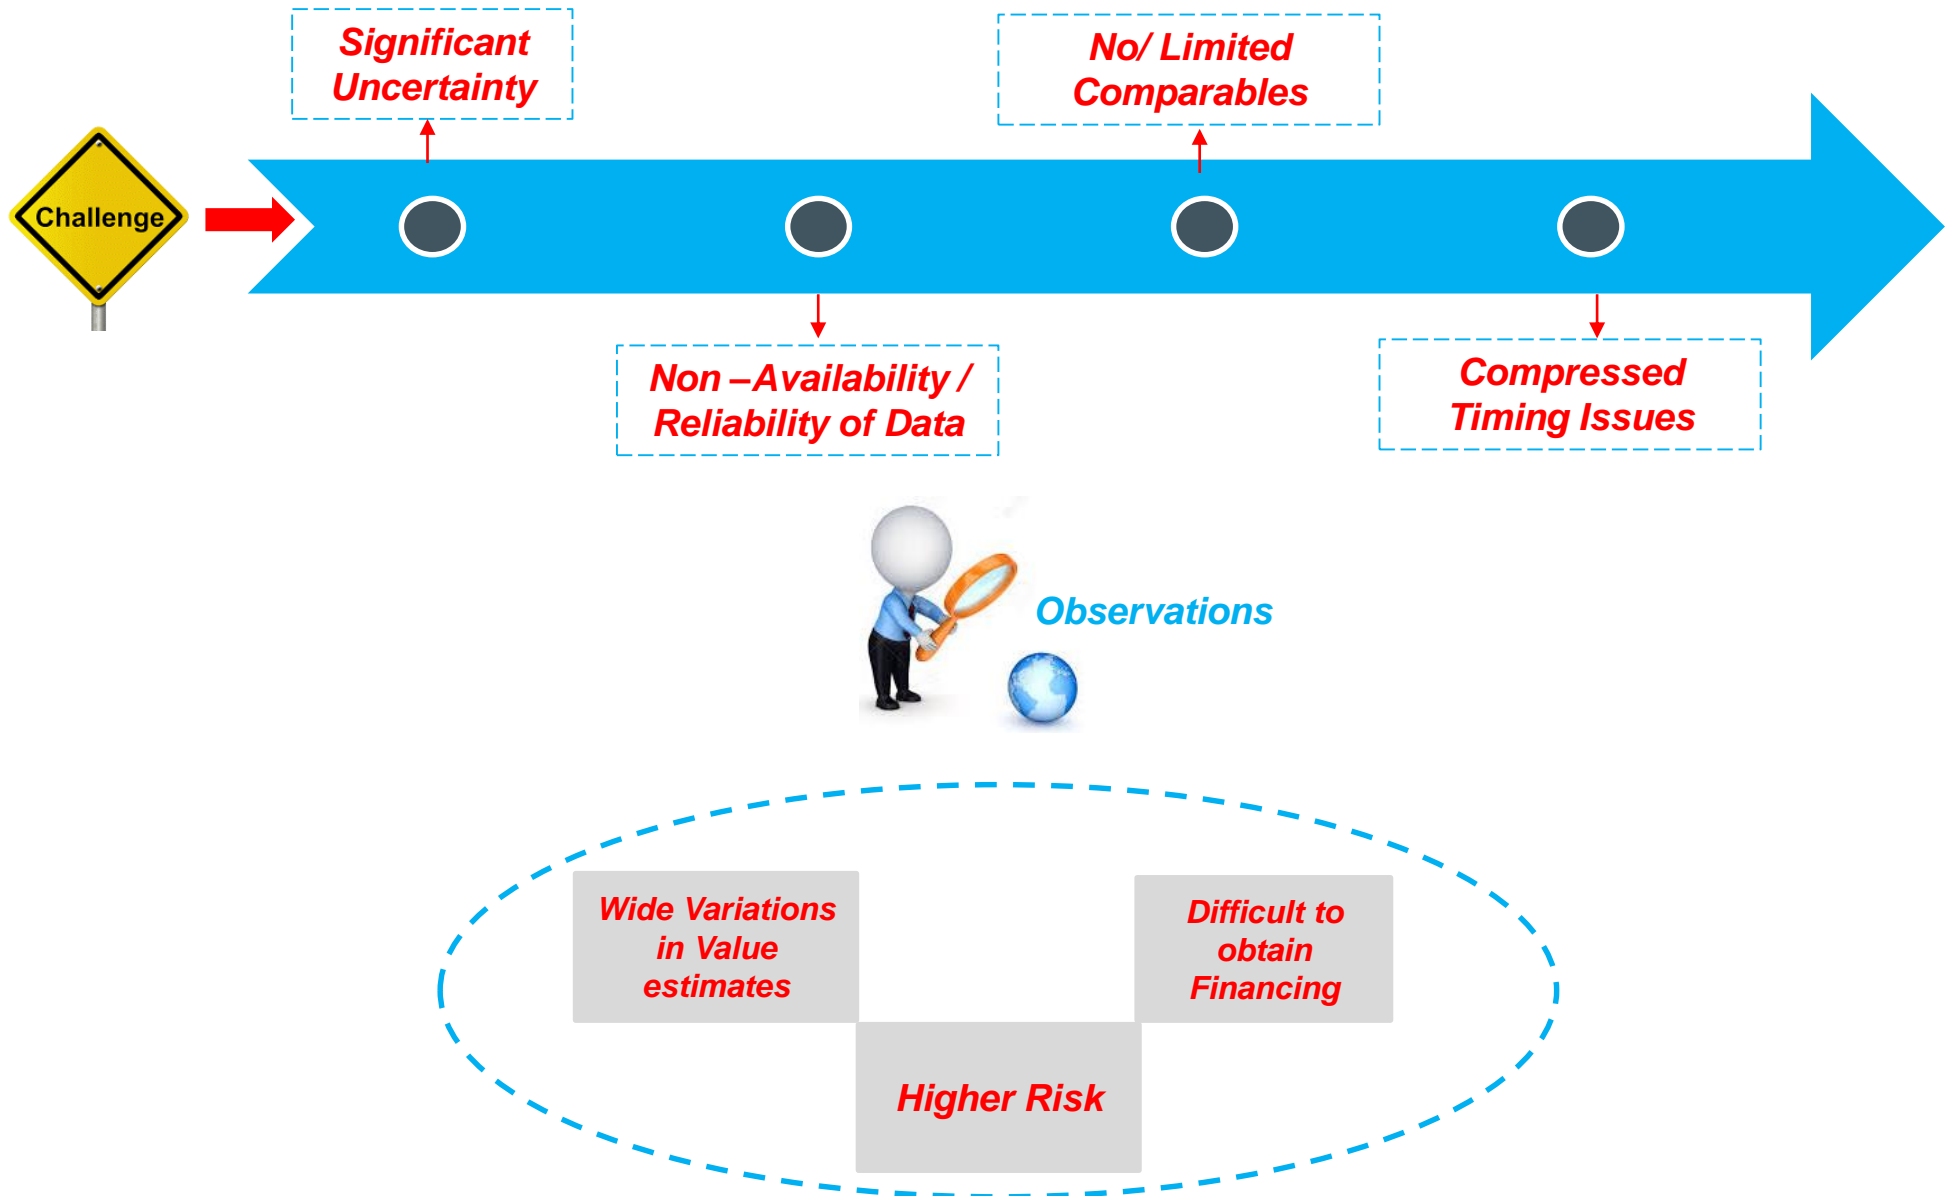 Significant
Uncertainty
No/ Limited
Comparables
Challenge
Non –Availability /
Reliability of Data
Compressed
Timing Issues
Observations
Wide Variations
in Value
estimates
Difficult to
obtain
Financing
Higher Risk